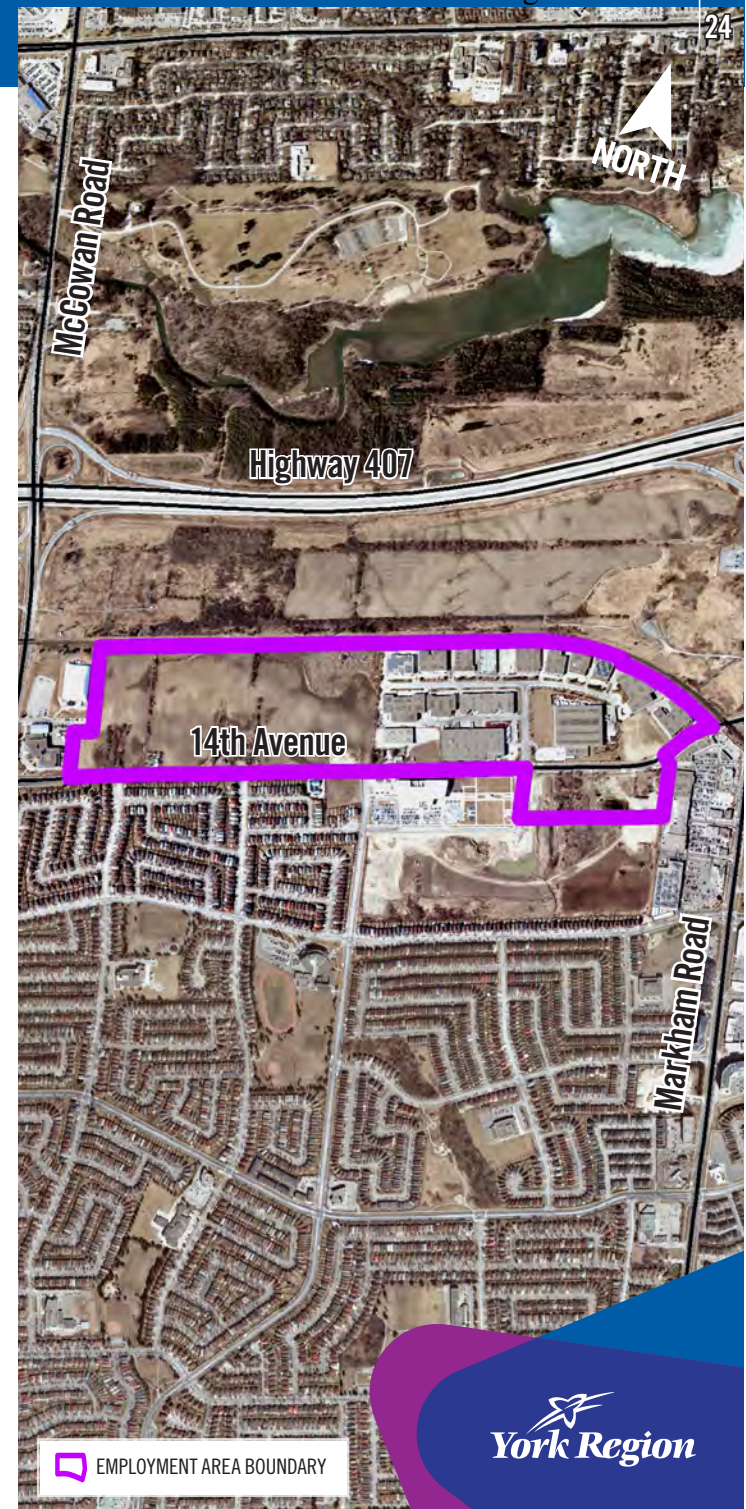 24
NORTH
McCowan Road
Highway 407
14th Avenue
Markham Road
EMPLOYMENT AREA BOUNDARY
York Region